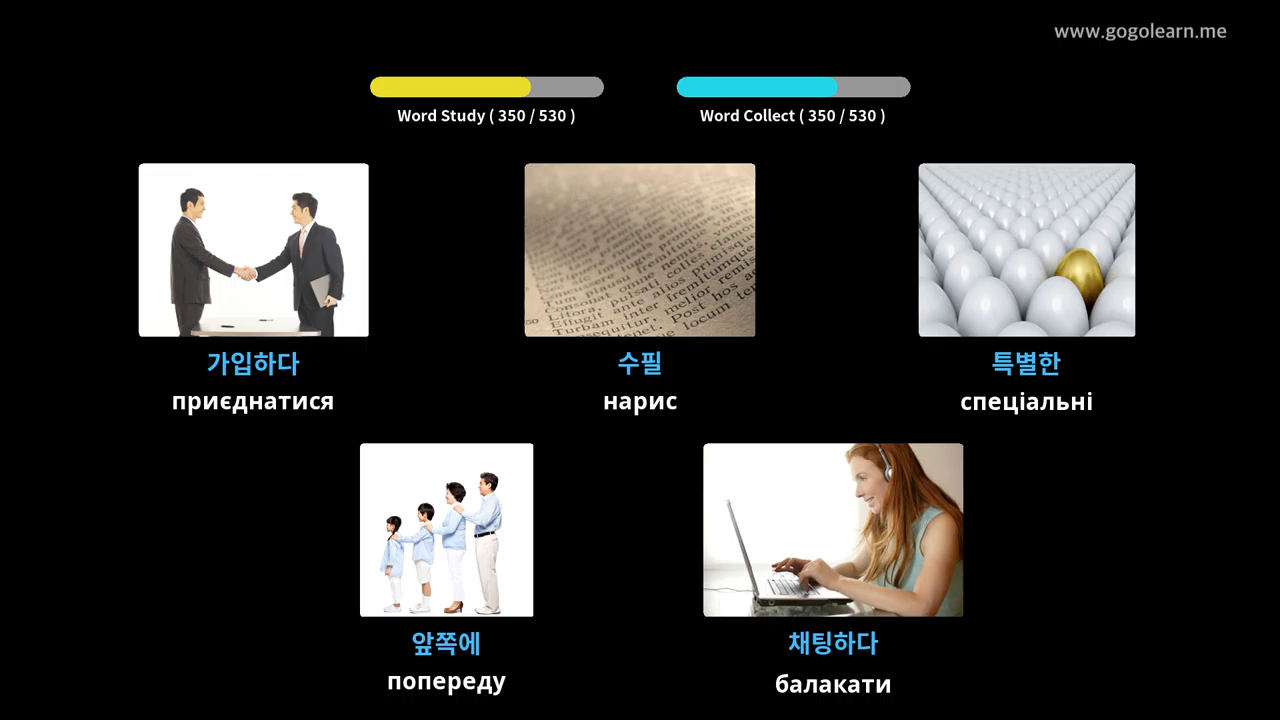 www.gogolearn.me
Word Study ( 350 / 530 )
Word Collect ( 350 / 530 )
가입하다
приєднатися
수필
нарис
특별한
спеціальні
앞쪽에
попереду
채팅하다
балакати